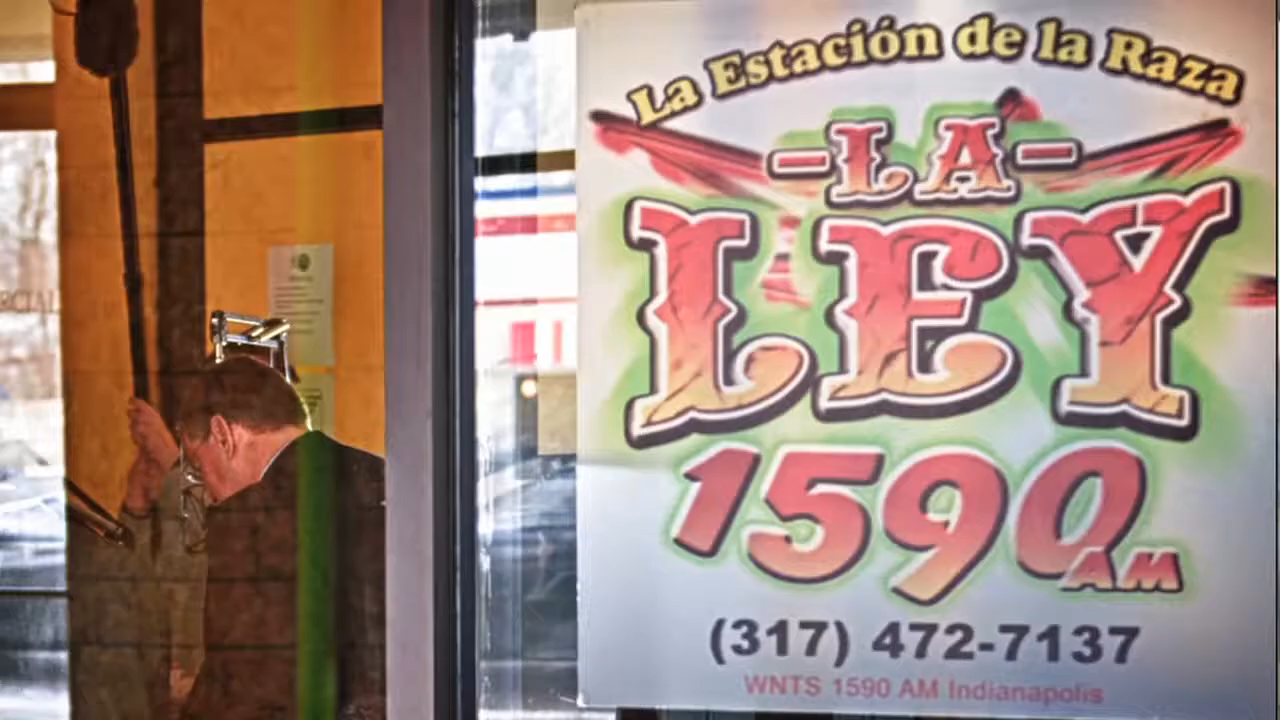 La Estación de la Raza
-LA-
LEY
1590
AM
(317) 472-7137
WNTS 1590 AM Indianapolis